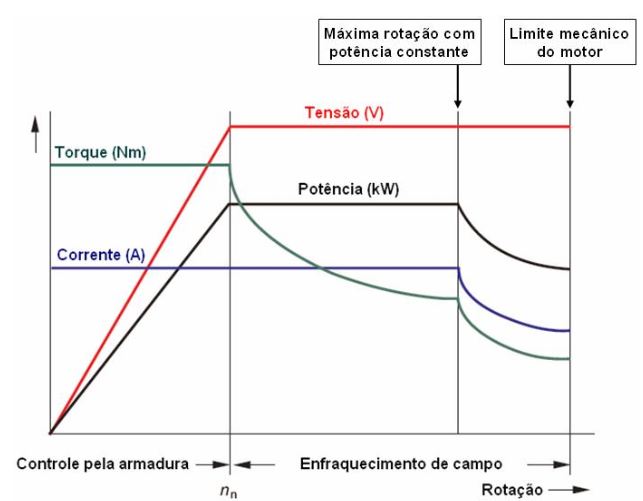 Máxima rotação com
potência constante
Limite mecânico
do motor
Tensão (V)
Torque (Nm)
Potência (kW)
Corrente (A)
Controle pela armadura
Enfraquecimento de campo
nn
Rotação